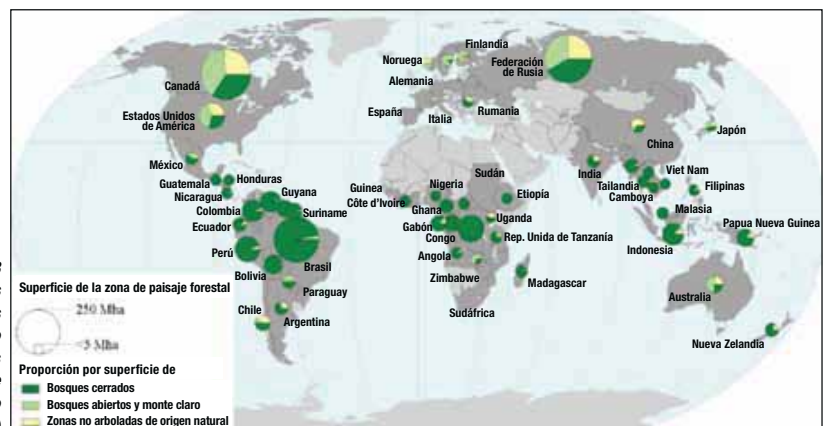 Canadá
Estados Unidos
de América
México
Guatemala
Honduras
Nicaragua
Guyana
Colombia
Suriname
Ecuador
Perú
Brasil
Bolivia
Paraguay
Chile
Argentina
Noruega
Finlandia
Federación
de Rusia
Alemania
España
Italia
Rumania
Guinea
Côte d'Ivoire
Nigeria
Sudán
Etiopía
Ghana
Uganda
Gabón
Congo
Rep. Unida de Tanzanía
Angola
Zimbabwe
Madagascar
Sudáfrica
China
Japón
India
Viet Nam
Tailandia
Camboya
Filipinas
Malasia
Papua Nueva Guinea
Indonesia
Australia
Nueva Zelandia
Superficie de la zona de paisaje forestal
250 Mha
<5 Mha
Proporción por superficie de
Bosques cerrados
Bosques abiertos y monte claro
Zonas no arboladas de origen natural